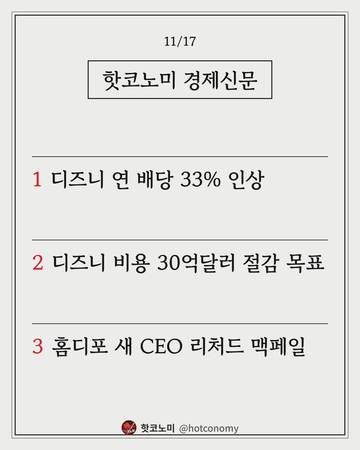 11/17
핫코노미 경제신문
1 디즈니 연 배당 33% 인상
2 디즈니 비용 30억달러 절감 목표
3 홈디포 새 CEO 리처드 맥페일
핫코노미 @hotconomy